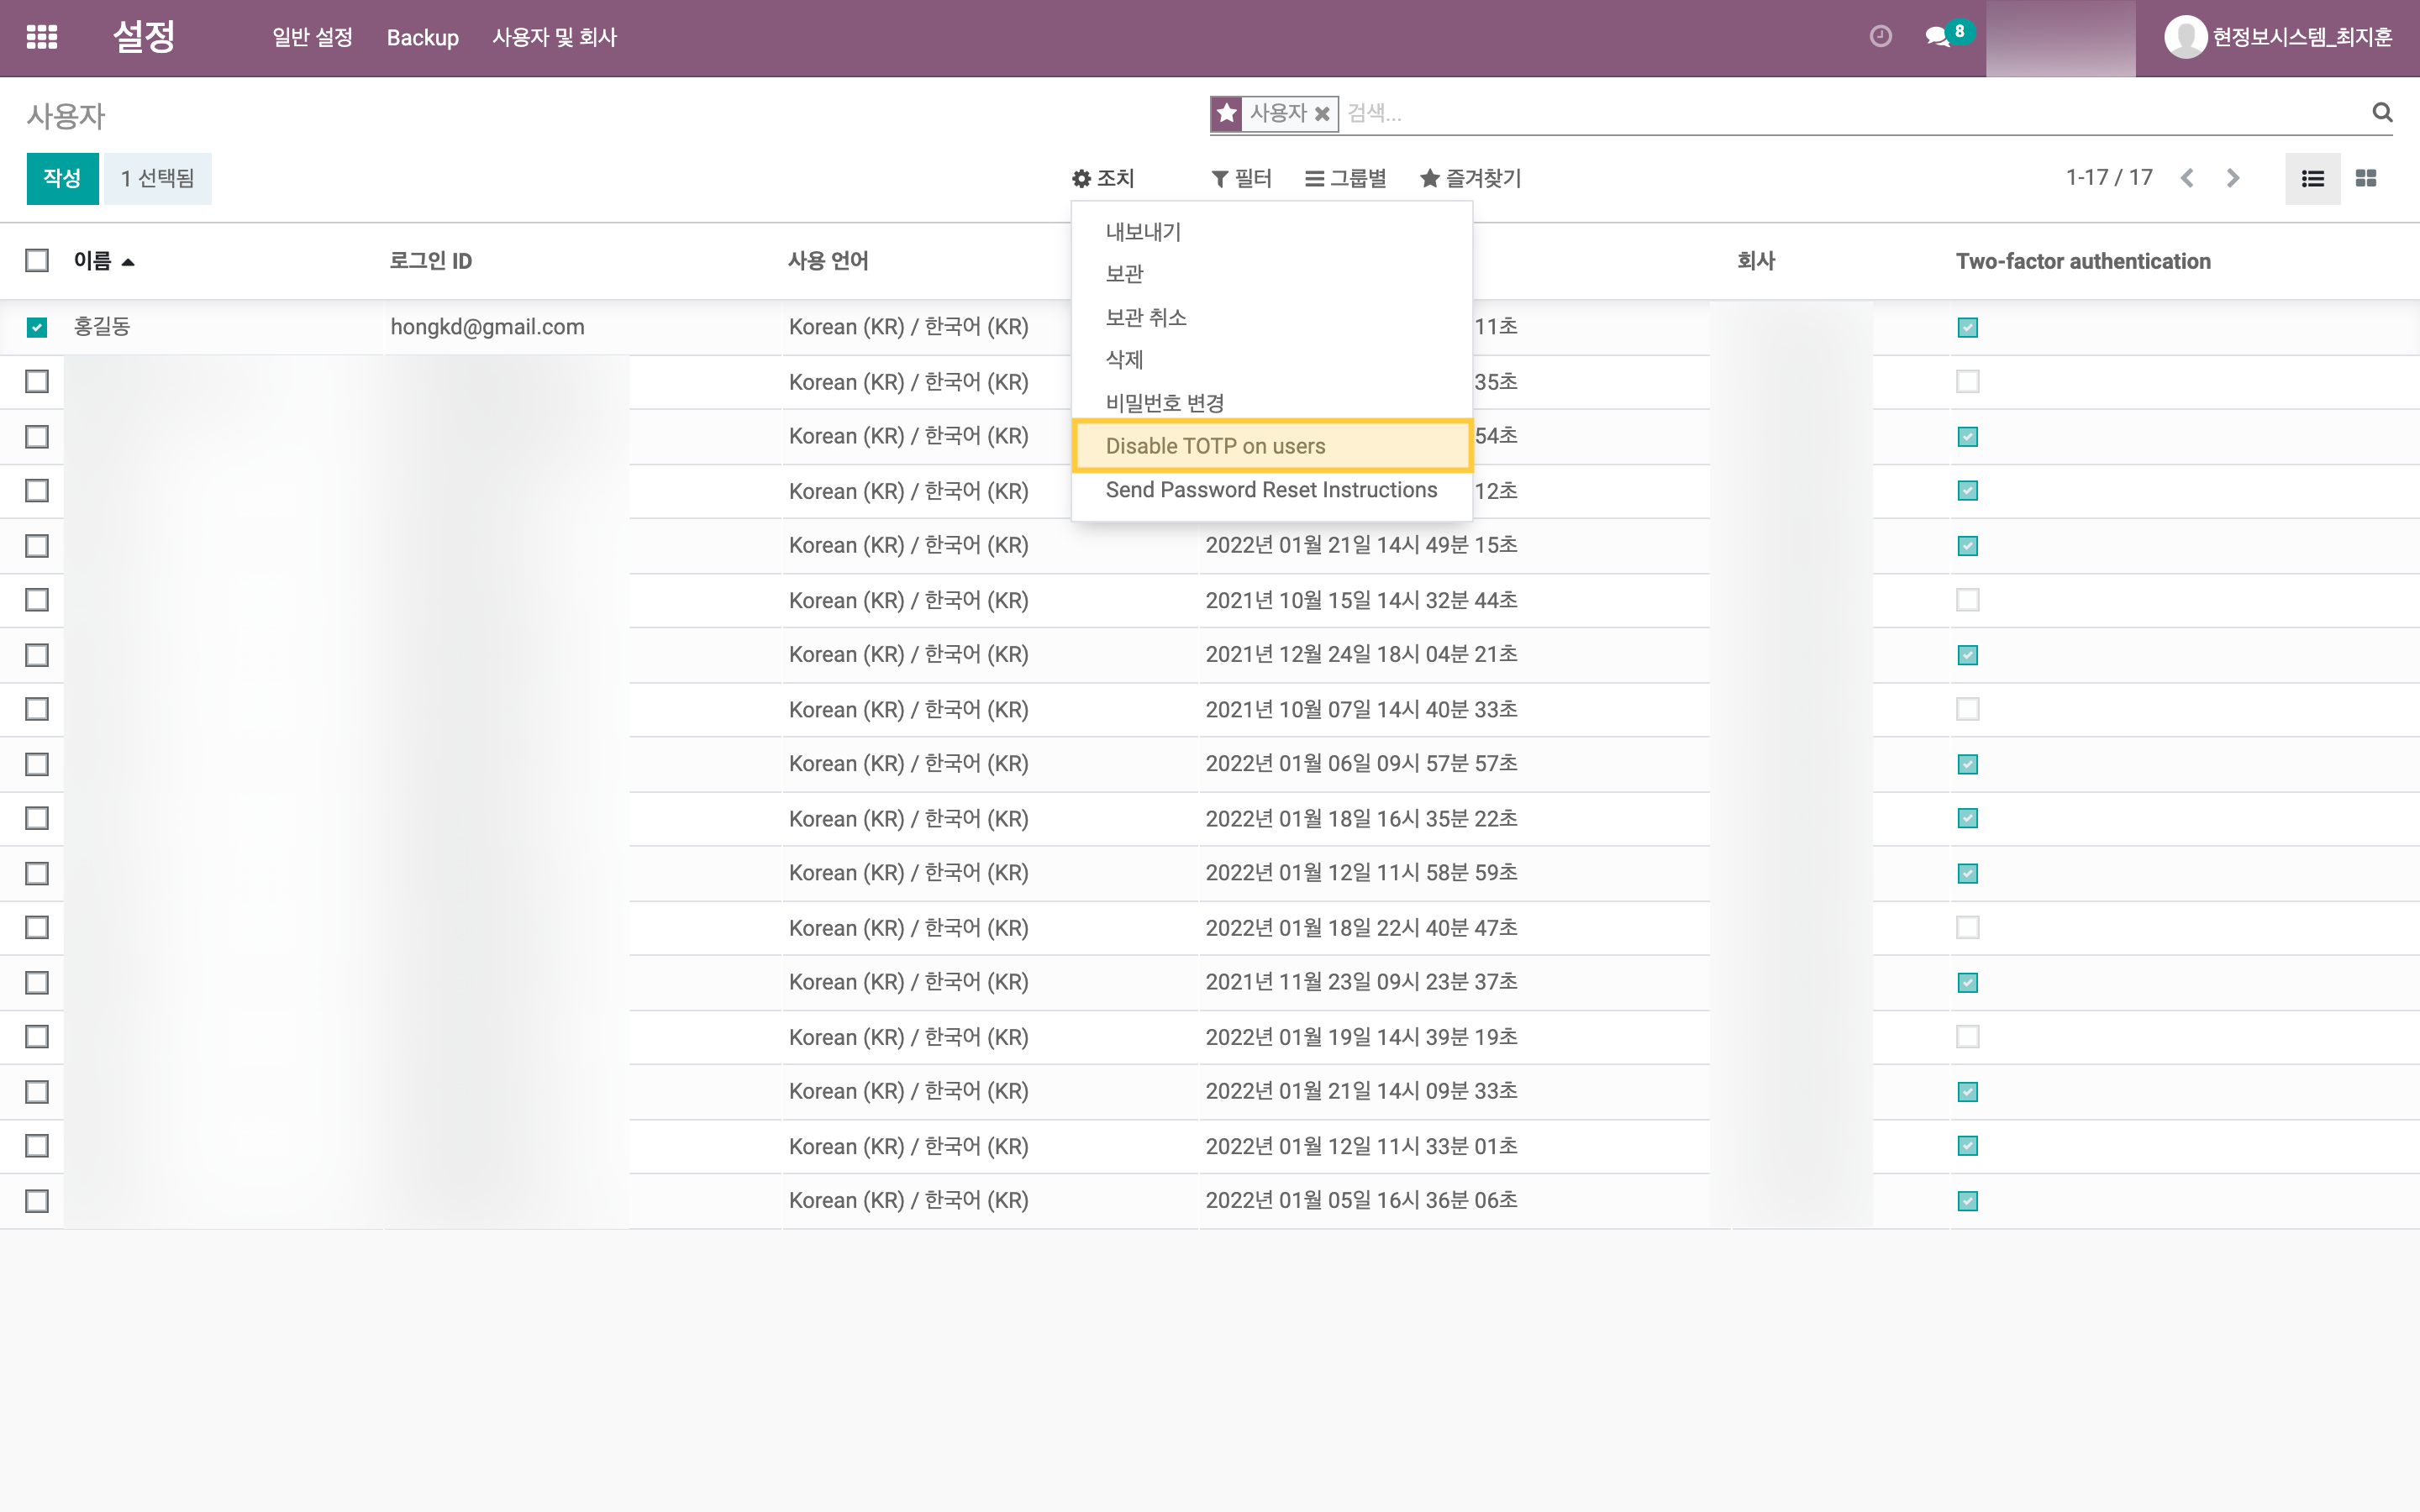 설정 일반 설정 Backup 사용자 및 회사 8 현정보시스템_최지훈
사용자 사용자 검색...
작성 1 선택됨 조치 필터 그룹별 즐겨찾기 1-17 / 17
내보내기
보관
보관 취소
삭제
비밀번호 변경
Disable TOTP on users
Send Password Reset Instructions
이름 로그인 ID 사용 언어 회사 Two-factor authentication
홍길동 hongkd@gmail.com Korean (KR) / 한국어 (KR) 11초
Korean (KR) / 한국어 (KR) 35초
Korean (KR) / 한국어 (KR) 54초
Korean (KR) / 한국어 (KR) 12초
Korean (KR) / 한국어 (KR) 2022년 01월 21일 14시 49분 15초
Korean (KR) / 한국어 (KR) 2021년 10월 15일 14시 32분 44초
Korean (KR) / 한국어 (KR) 2021년 12월 24일 18시 04분 21초
Korean (KR) / 한국어 (KR) 2021년 10월 07일 14시 40분 33초
Korean (KR) / 한국어 (KR) 2022년 01월 06일 09시 57분 57초
Korean (KR) / 한국어 (KR) 2022년 01월 18일 16시 35분 22초
Korean (KR) / 한국어 (KR) 2022년 01월 12일 11시 58분 59초
Korean (KR) / 한국어 (KR) 2022년 01월 18일 22시 40분 47초
Korean (KR) / 한국어 (KR) 2021년 11월 23일 09시 23분 37초
Korean (KR) / 한국어 (KR) 2022년 01월 19일 14시 39분 19초
Korean (KR) / 한국어 (KR) 2022년 01월 21일 14시 09분 33초
Korean (KR) / 한국어 (KR) 2022년 01월 12일 11시 33분 01초
Korean (KR) / 한국어 (KR) 2022년 01월 05일 16시 36분 06초